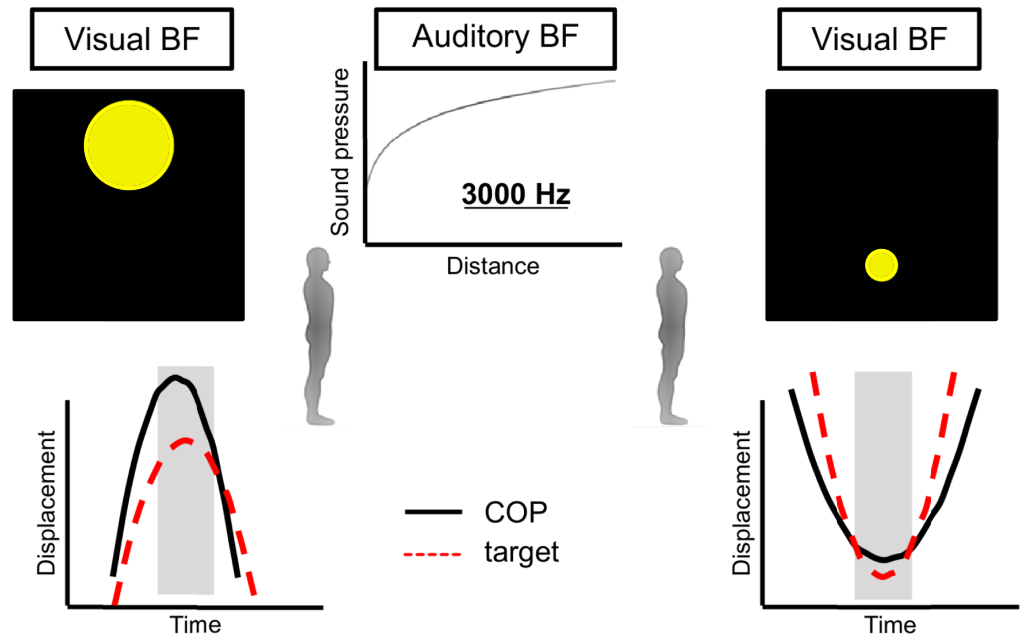 Visual BF
Auditory BF
Visual BF
Sound pressure
3000 Hz
Distance
Displacement
Time
COP
target
Displacement
Time